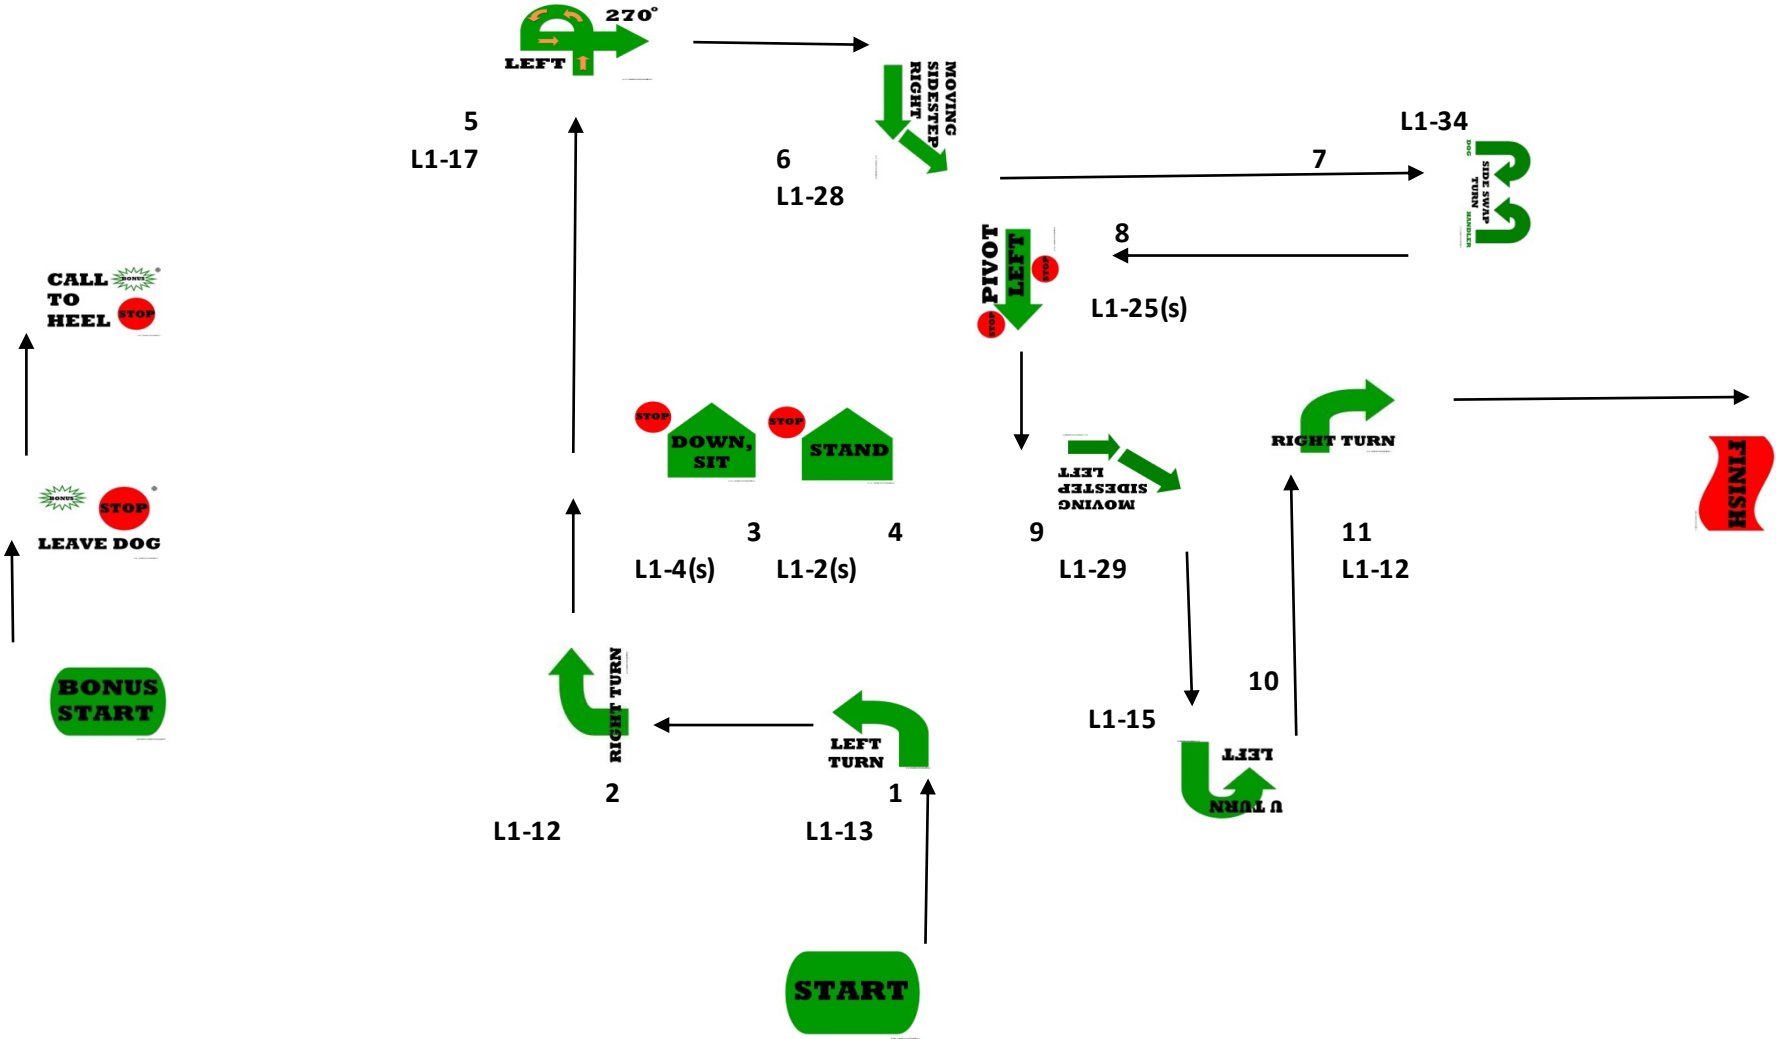 270°
LEFT
5
L1-17
MOVING
SIDESTEP
RIGHT
6
L1-28
7
L1-34
DOG
SIDE SWAP
TURN
HANDLER
8
PIVOT
LEFT
STOP
STOP
L1-25(s)
CALL
TO
HEEL
BONUS
STOP
BONUS
STOP
LEAVE DOG
BONUS
START
STOP
DOWN,
SIT
STOP
STAND
3
4
L1-4(s)
L1-2(s)
MOVING
SIDESTEP
LEFT
9
L1-29
RIGHT TURN
11
L1-12
FINISH
RIGHT TURN
2
L1-12
LEFT
TURN
1
L1-13
10
L1-15
U TURN
LEFT
START